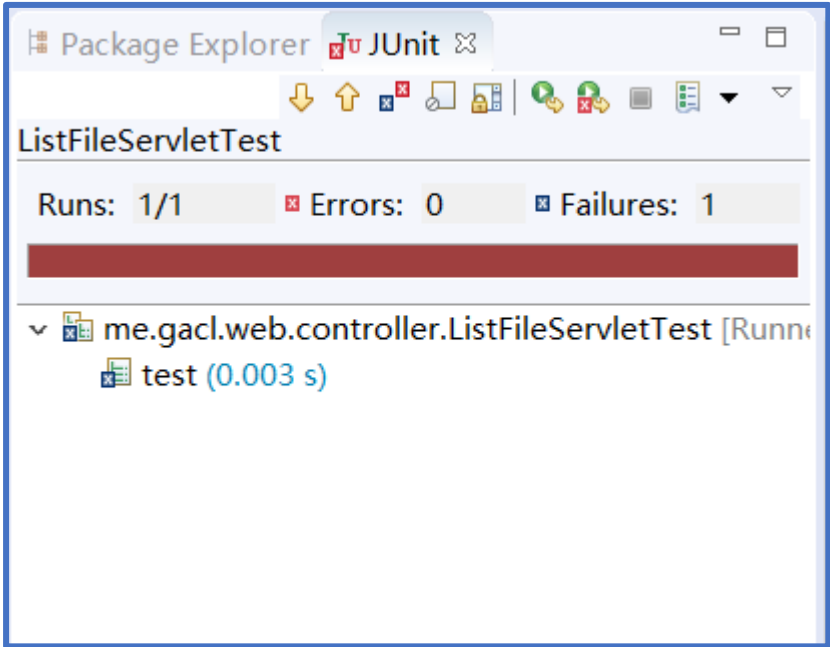 Package Explorer JUnit
ListFileServletTest
Runs: 1/1 Errors: 0 Failures: 1
me.gacl.web.controller.ListFileServletTest [Runne
test (0.003 s)